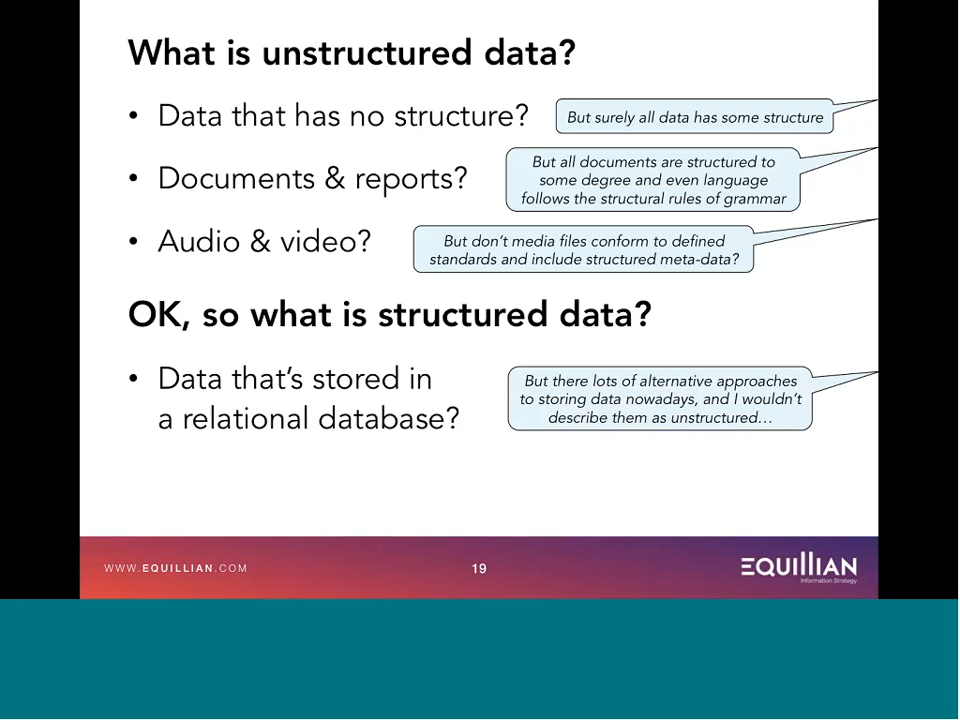 What is unstructured data?
• Data that has no structure?
But surely all data has some structure
• Documents & reports?
But all documents are structured to
some degree and even language
follows the structural rules of grammar
• Audio & video?
But don't media files conform to defined
standards and include structured meta-data?
OK, so what is structured data?
• Data that's stored in
a relational database?
But there lots of alternative approaches
to storing data nowadays, and I wouldn't
describe them as unstructured...
WWW.EQUILLIAN.COM
19
EQUILLIAN
Information Strategy